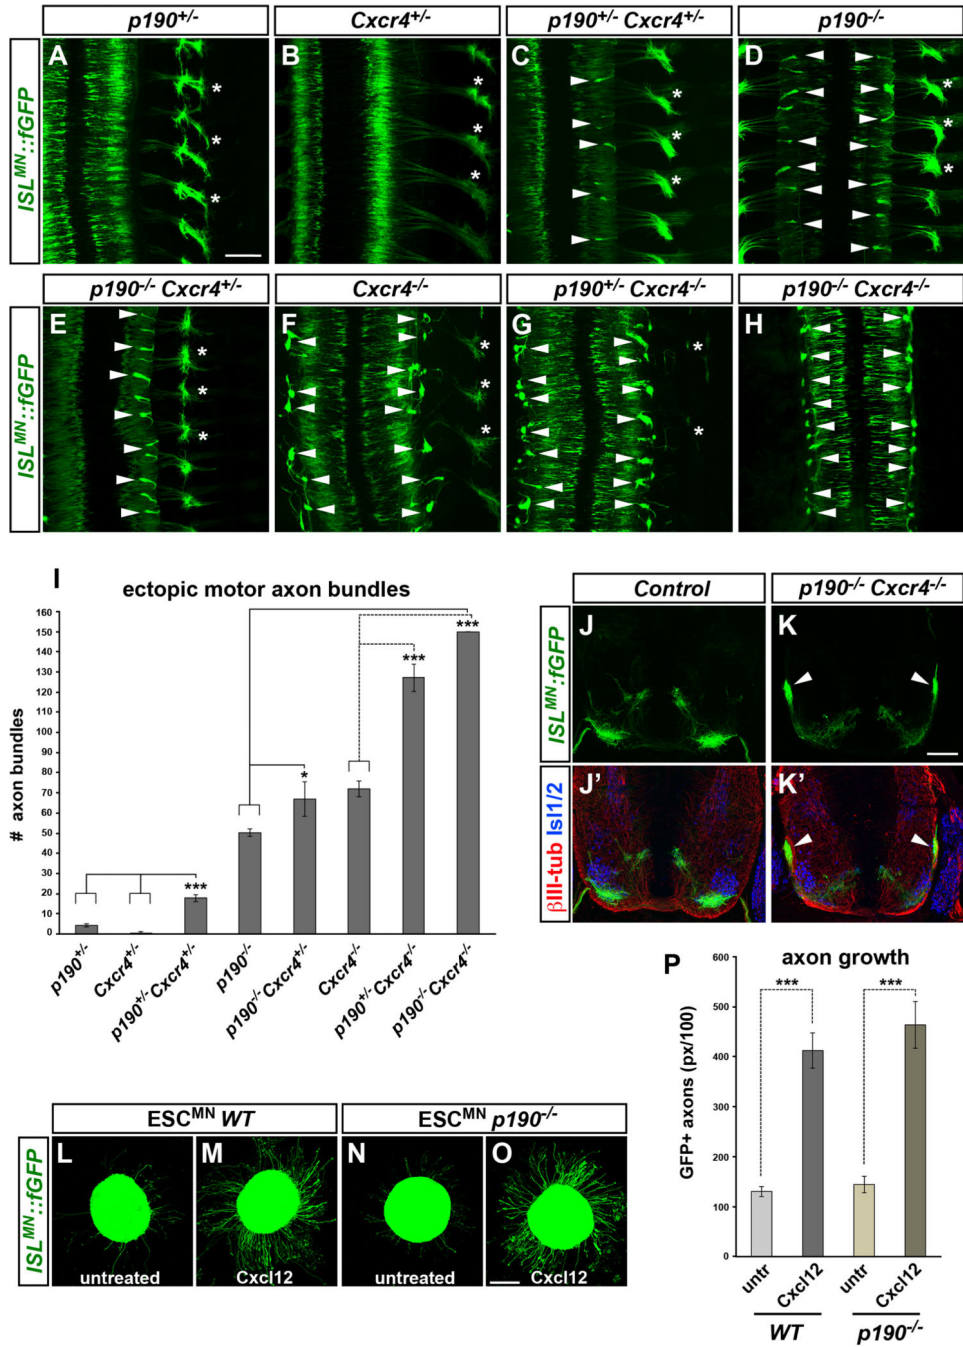 p190+/-
Cxcr4+/-
p190+/- Cxcr4+/-
p190-/-
ISLMN::fGFP
A
B
C
D
*
*
*
*
*
*
*
*
*
*
*
*
p190-/- Cxcr4+/-
Cxcr4-/-
p190+/- Cxcr4-/-
p190-/- Cxcr4-/-
ISLMN::fGFP
E
F
G
H
*
*
*
*
*
*
*
*
I
ectopic motor axon bundles
# axon bundles
160
150
140
130
120
110
100
90
80
70
60
50
40
30
20
10
0
***
*
***
***
p190+/-
Cxcr4+/-
p190+/- Cxcr4+/-
p190-/-
p190-/- Cxcr4+/-
Cxcr4-/-
p190+/- Cxcr4-/-
p190-/- Cxcr4-/-
Control
p190-/- Cxcr4-/-
ISLMN::fGFP
J
K
βIII-tub Isl1/2
J'
K'
P
axon growth
GFP+ axons (px/100)
600
500
400
300
200
100
0
***
***
untr
Cxcl12
untr
Cxcl12
WT
p190-/-
ESCMN WT
ESCMN p190-/-
ISLMN::fGFP
L
M
N
O
untreated
Cxcl12
untreated
Cxcl12